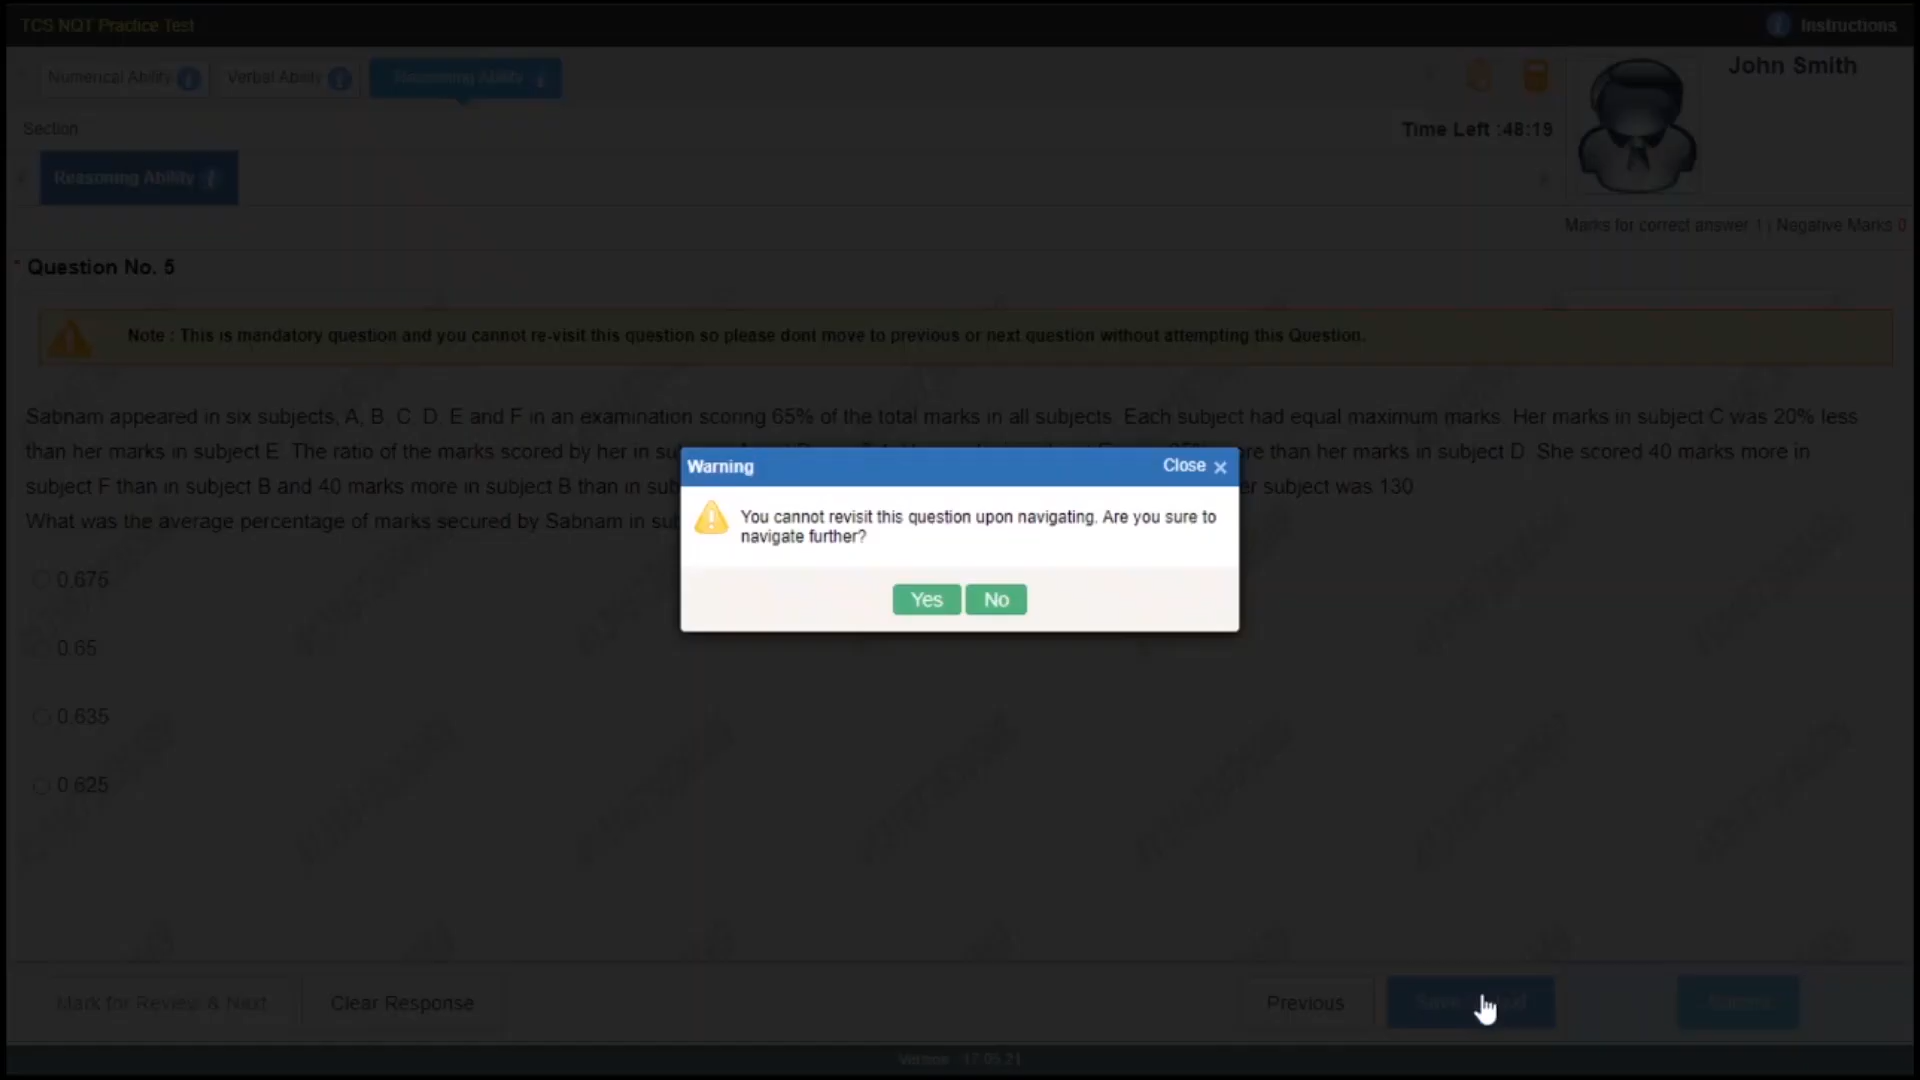 TCS NQT Practice Test
Instructions
Numerical Ability
Verbal Ability
Reasoning Ability
John Smith
Section
Time Left :48:19
Reasoning Ability
Marks for correct answer 1 | Negative Marks 0
* Question No. 5
Note : This is mandatory question and you cannot re-visit this question so please dont move to previous or next question without attempting this Question.
Sabnam appeared in six subjects, A, B, C, D, E and F in an examination scoring 65% of the total marks in all subjects. Each subject had equal maximum marks. Her marks in subject C was 20% less
than her marks in subject E. The ratio of the marks scored by her in su re than her marks in subject D. She scored 40 marks more in
subject F than in subject B and 40 marks more in subject B than in sub er subject was 130
What was the average percentage of marks secured by Sabnam in su
Warning
Close ×
You cannot revisit this question upon navigating. Are you sure to
navigate further?
Yes No
0.675
0.65
0.635
0.625
Mark for Review & Next
Clear Response
Previous
Version : 17.05.21